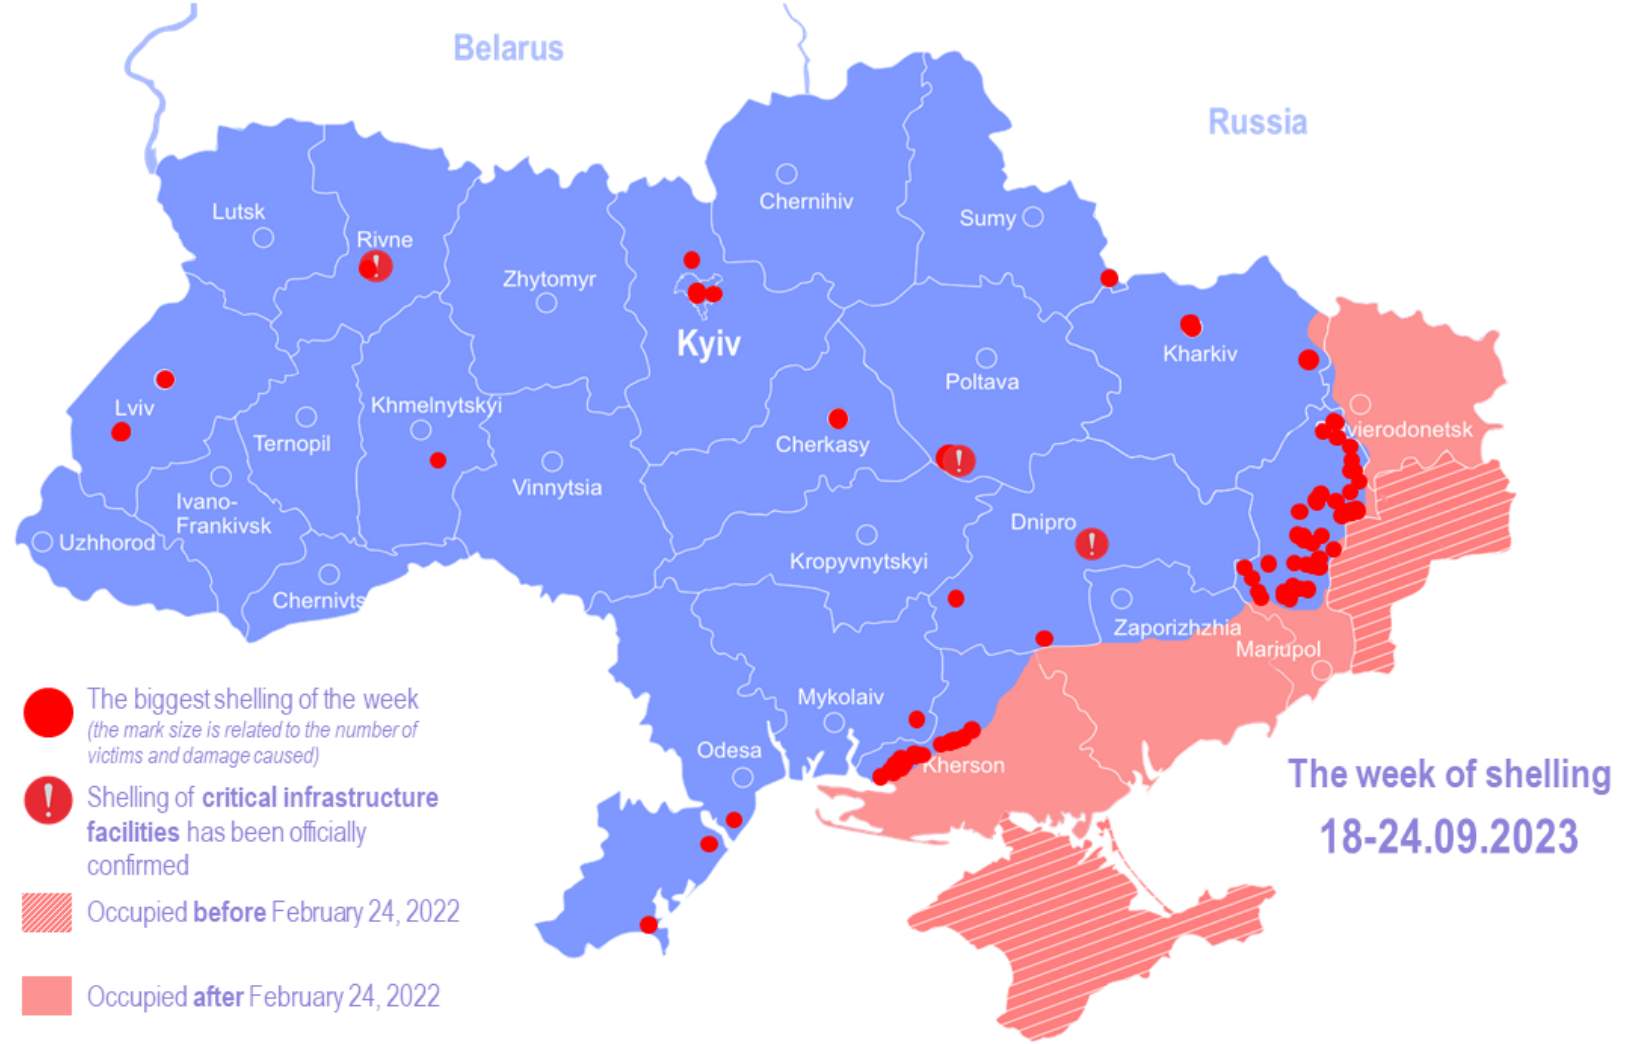 Belarus
Russia
Chernihiv
Lutsk
Sumy
Rivne
Zhytomyr
Kyiv
Kharkiv
Poltava
Lviv
Khmelnytskyi
Ternopil
Cherkasy
vierodonetsk
Vinnytsia
Ivano-
Frankivsk
Dnipro
Uzhhorod
Kropyvnytskyi
Chernivts
Zaporizhzhia
Mariupol
Mykolaiv
Odesa
Kherson
The biggest shelling of the week
(the mark size is related to the number of
victims and damage caused)
!
Shelling of critical infrastructure
facilities has been officially
confirmed
Occupied before February 24, 2022
Occupied after February 24, 2022
The week of shelling
18-24.09.2023